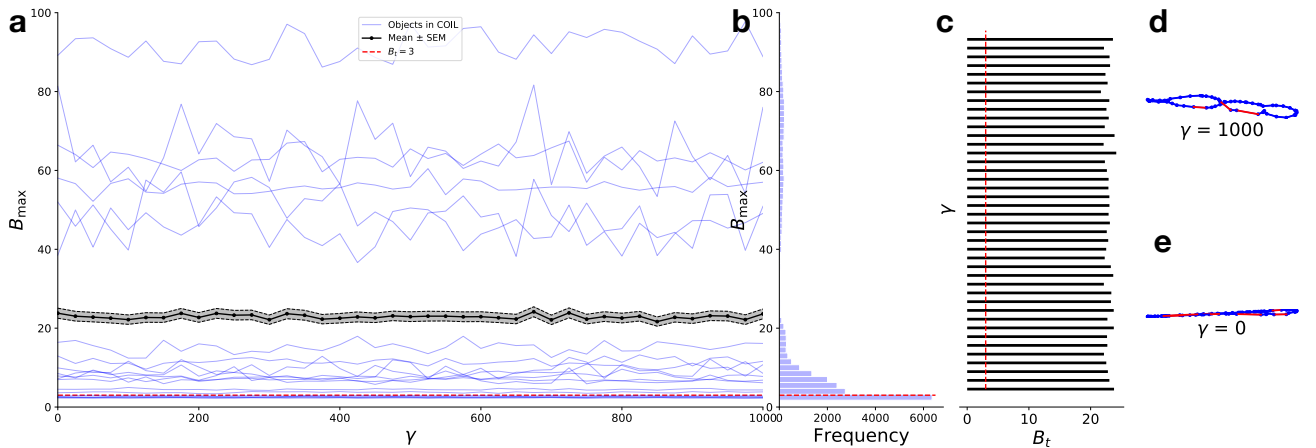 a
100
80
60
40
20
0
B_max
0
200
400
600
800
1000
γ
Objects in COIL
Mean ± SEM
B_t = 3
b
100
80
60
40
20
0
B_max
0
2000
4000
6000
Frequency
c
γ
0
10
20
B_t
d
γ = 1000
e
γ = 0